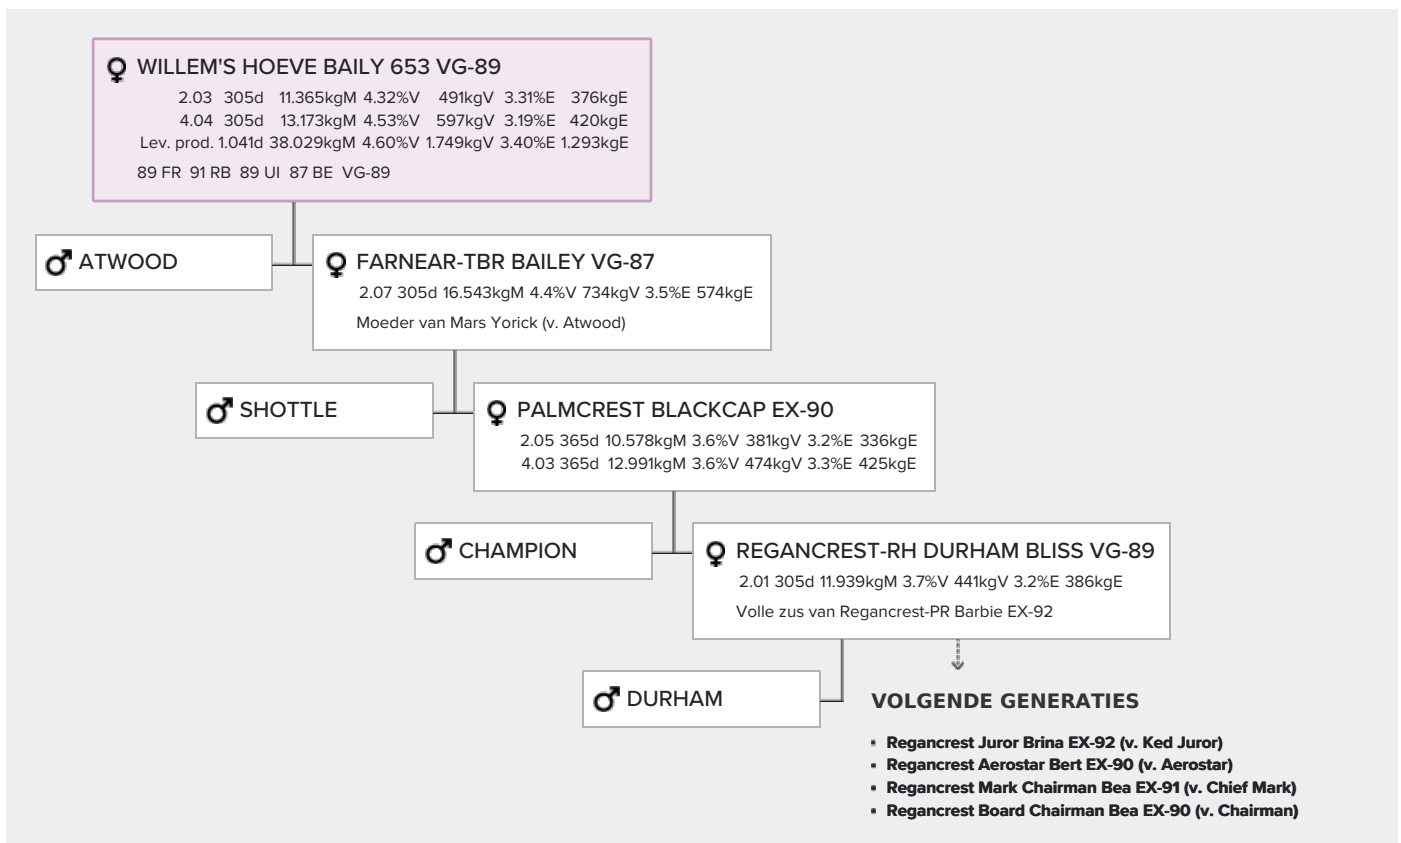 WILLEM'S HOEVE BAILY 653 VG-89
2.03 305d 11.365kgM 4.32%V 491kgV 3.31%E 376kgE
4.04 305d 13.173kgM 4.53%V 597kgV 3.19%E 420kgE
Lev. prod. 1.041d 38.029kgM 4.60%V 1.749kgV 3.40%E 1.293kgE
89 FR 91 RB 89 UI 87 BE VG-89
ATWOOD
FARNEAR-TBR BAILEY VG-87
2.07 305d 16.543kgM 4.4%V 734kgV 3.5%E 574kgE
Moeder van Mars Yorick (v. Atwood)
SHOTTLE
PALMCREST BLACKCAP EX-90
2.05 365d 10.578kgM 3.6%V 381kgV 3.2%E 336kgE
4.03 365d 12.991kgM 3.6%V 474kgV 3.3%E 425kgE
CHAMPION
REGANCREST-RH DURHAM BLISS VG-89
2.01 305d 11.939kgM 3.7%V 441kgV 3.2%E 386kgE
Volle zus van Regancrest-PR Barbie EX-92
DURHAM
VOLGENDE GENERATIES
• Regancrest Juror Brina EX-92 (v. Ked Juror)
• Regancrest Aerostar Bert EX-90 (v. Aerostar)
• Regancrest Mark Chairman Bea EX-91 (v. Chief Mark)
• Regancrest Board Chairman Bea EX-90 (v. Chairman)